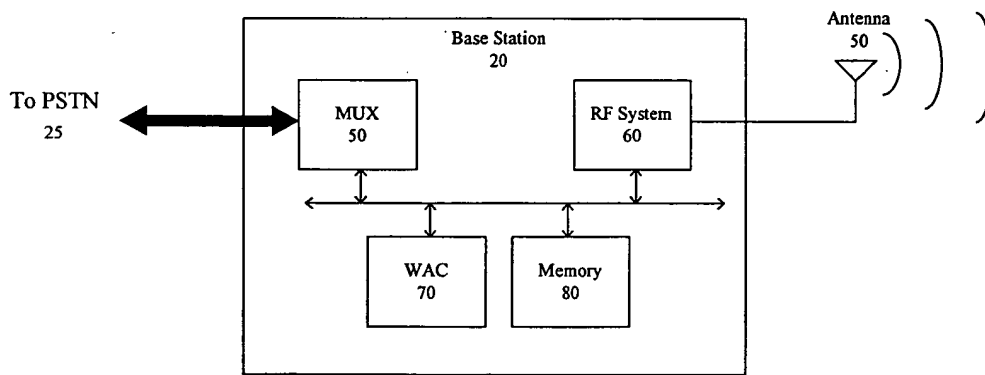 Base Station
20
Antenna
50
To PSTN
25
MUX
50
RF System
60
WAC
70
Memory
80